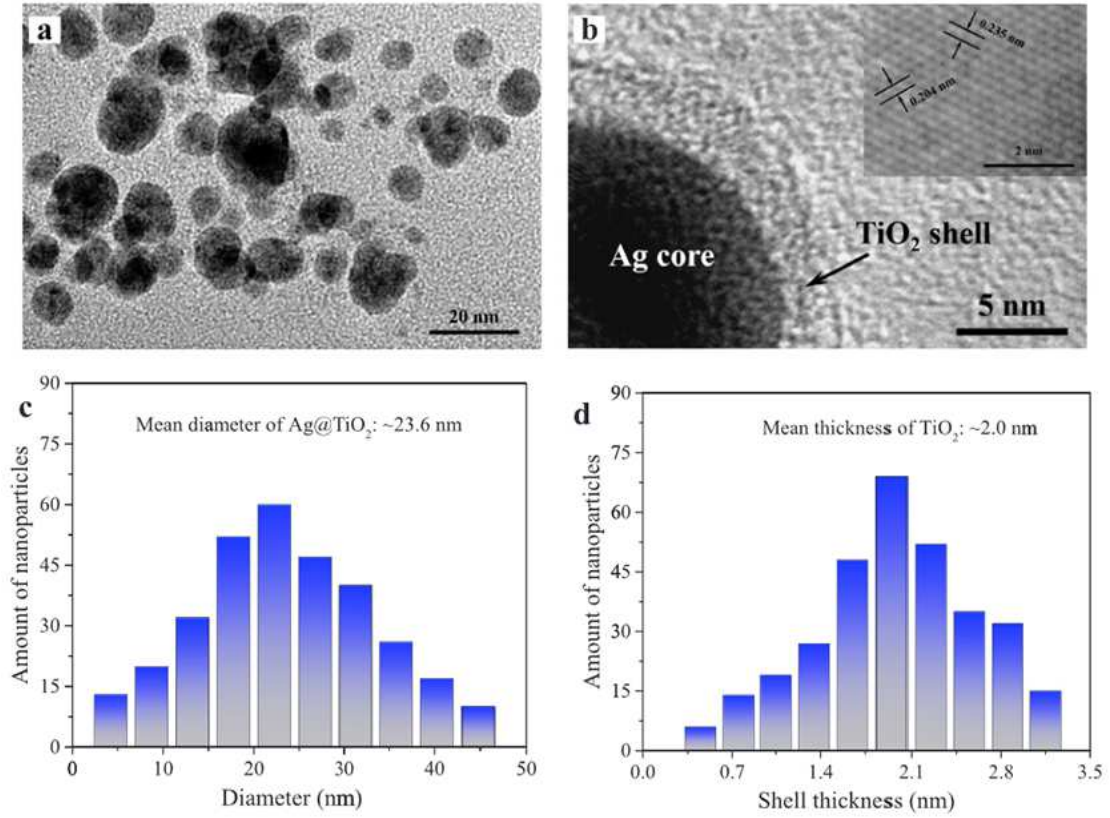 a
20 nm
b
0.235 nm
0.204 nm
2 nm
Ag core
TiO₂ shell
5 nm
c
Mean diameter of Ag@TiO₂: ~23.6 nm
90
75
60
45
30
15
0
Amount of nanoparticles
0 10 20 30 40 50
Diameter (nm)
d
Mean thickness of TiO₂: ~2.0 nm
90
75
60
45
30
15
0
Amount of nanoparticles
0.0 0.7 1.4 2.1 2.8 3.5
Shell thickness (nm)